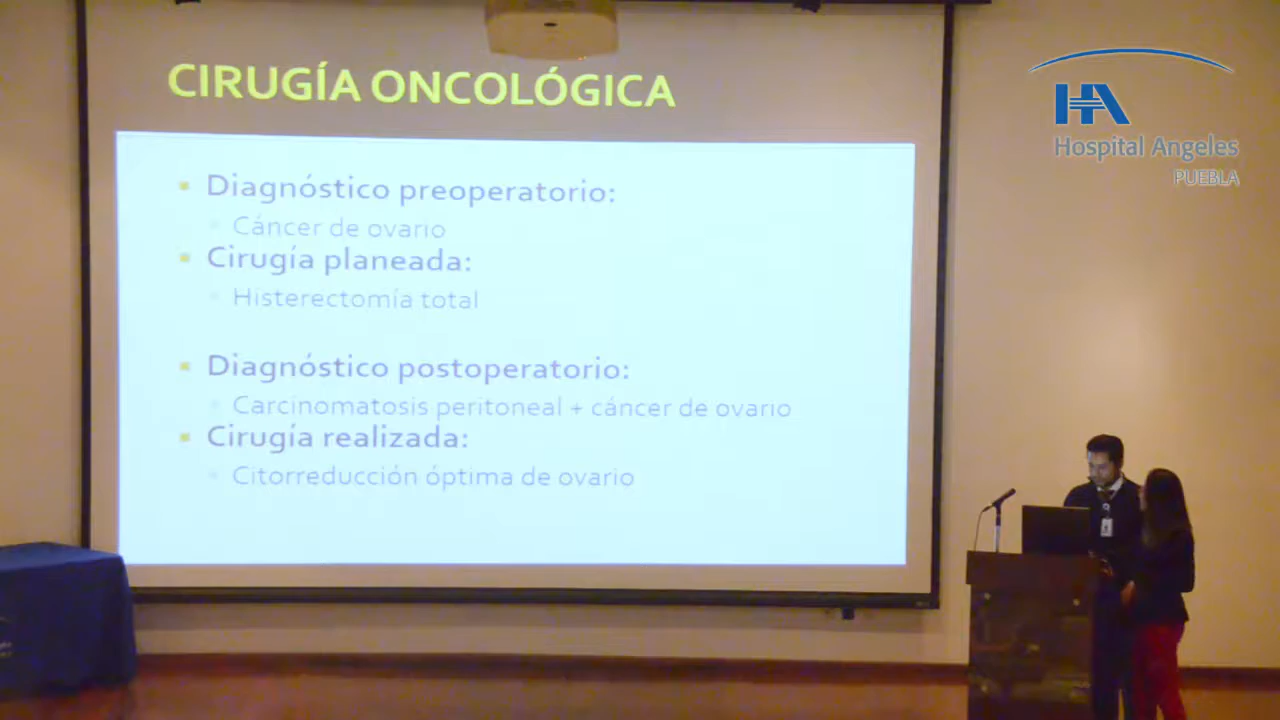 CIRUGÍA ONCOLÓGICA
Diagnóstico preoperatorio:
Cáncer de ovario
Cirugía planeada:
Histerectomía total
Diagnóstico postoperatorio:
Carcinomatosis peritoneal + cáncer de ovario
Cirugía realizada:
Citorreducción óptima de ovario
HA
Hospital Angeles
PUEBLA